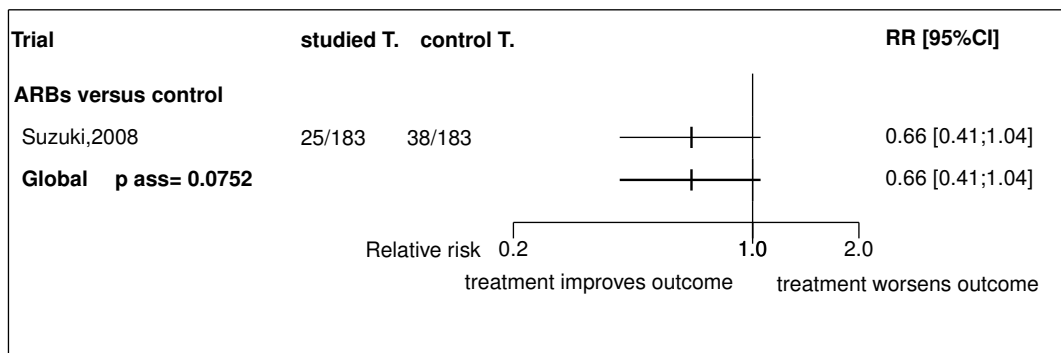 Trial studied T. control T. RR [95%CI]
ARBs versus control
Suzuki,2008 25/183 38/183 0.66 [0.41;1.04]
Global p ass= 0.0752 0.66 [0.41;1.04]
Relative risk 0.2 1.0 2.0
treatment improves outcome treatment worsens outcome